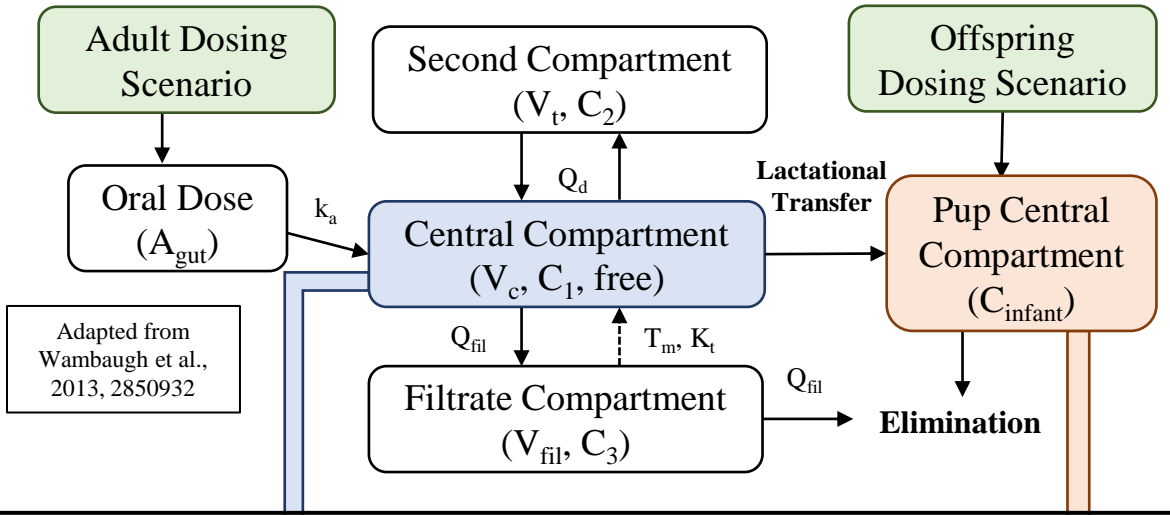 Adult Dosing
Scenario
Second Compartment
(Vt, C2)
Offspring
Dosing Scenario
Oral Dose
(Agut)
ka
Qd
Lactational
Transfer
Central Compartment
(Vc, C1, free)
Pup Central
Compartment
(Cinfant)
Adapted from
Wambaugh et al.,
2013, 2850932
Qfil
Tm, Kt
Filtrate Compartment
(Vfil, C3)
Qfil
Elimination